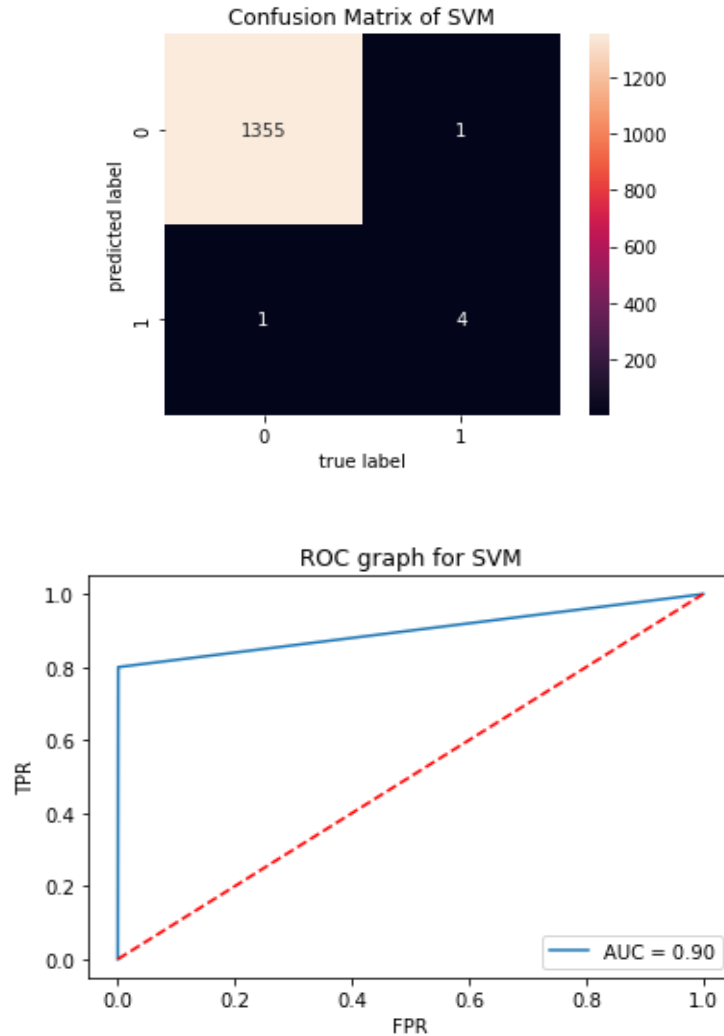 Confusion Matrix of SVM
predicted label
0
1355
1
1
1
4
0
1
true label
1200
1000
800
600
400
200
ROC graph for SVM
TPR
1.0
0.8
0.6
0.4
0.2
0.0
AUC = 0.90
0.0 0.2 0.4 0.6 0.8 1.0
FPR